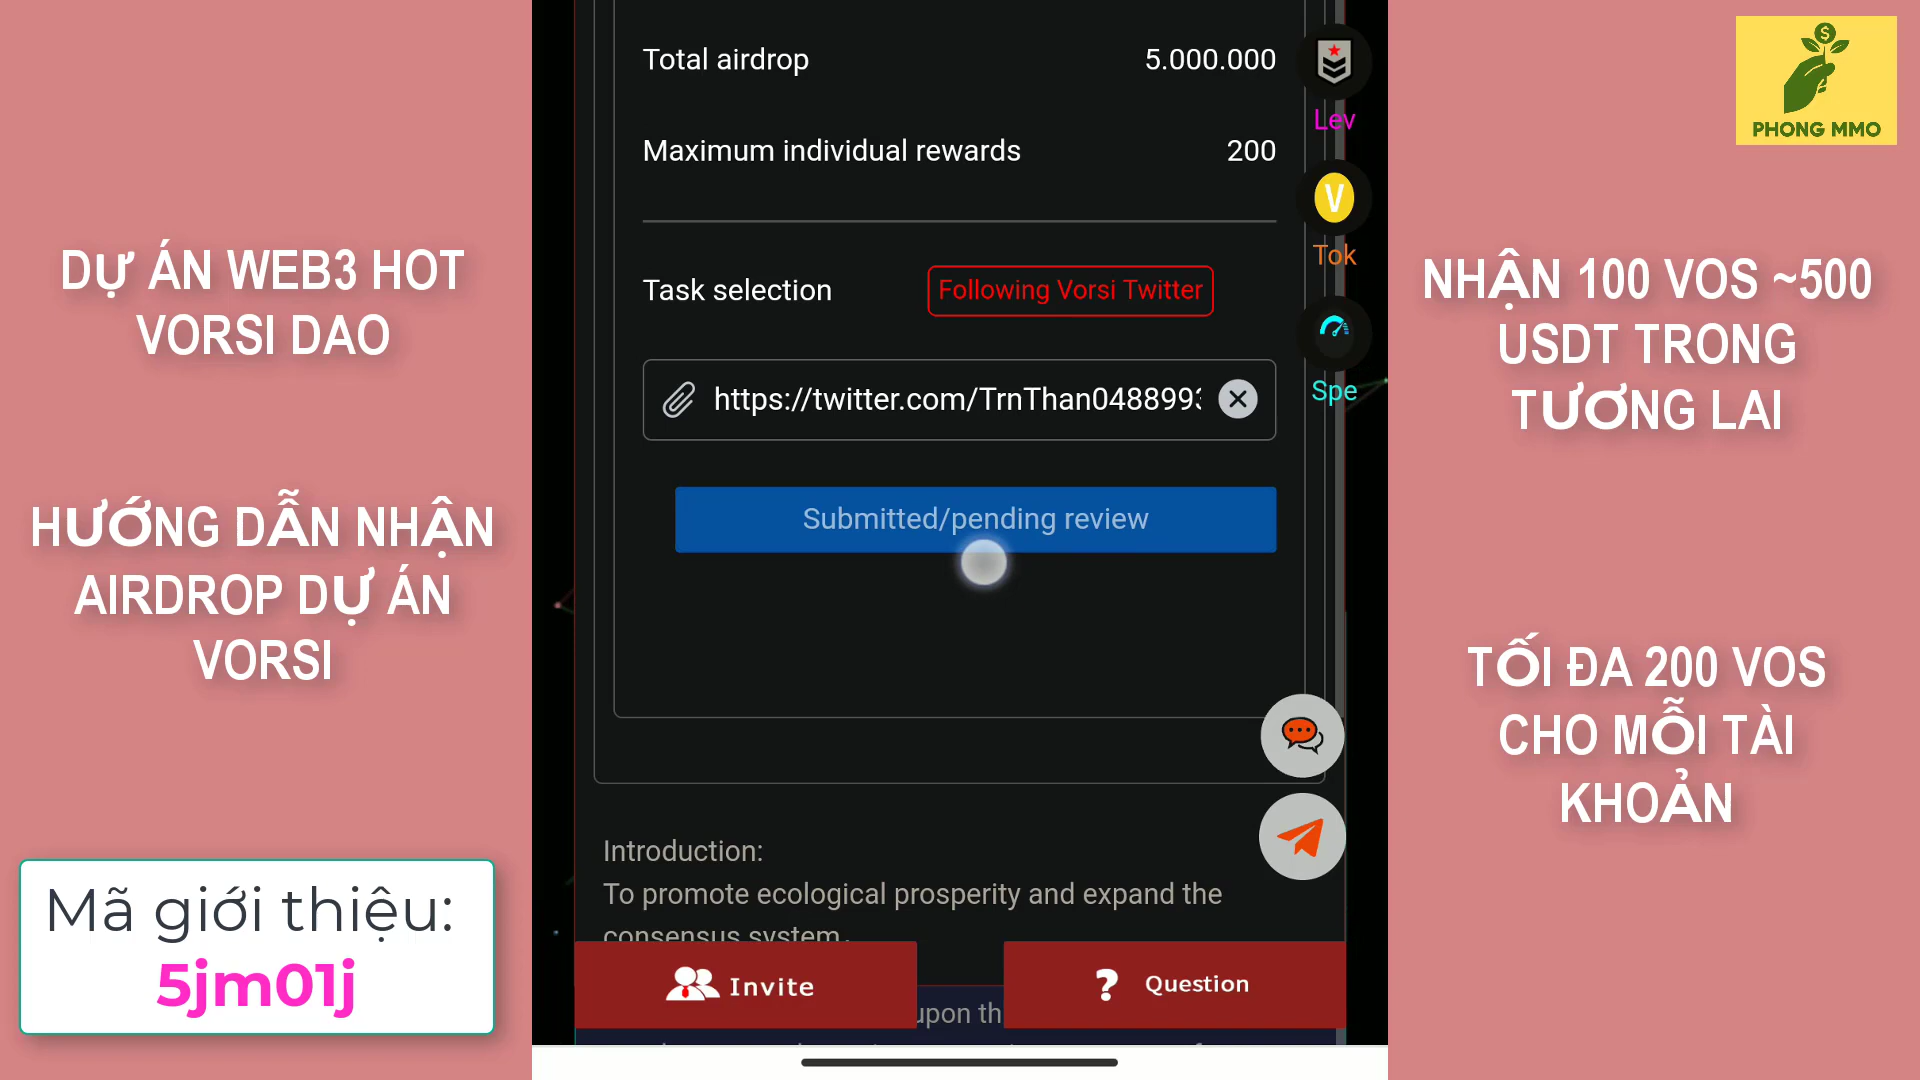 DỰ ÁN WEB3 HOT
VORSI DAO
HƯỚNG DẪN NHẬN
AIRDROP DỰ ÁN
VORSI
Mã giới thiệu:
5jm01j
Total airdrop 5.000.000
Maximum individual rewards 200
Task selection Following Vorsi Twitter
https://twitter.com/TrnThan0488993
Submitted/pending review
Introduction:
To promote ecological prosperity and expand the
consensus system,
Invite
Question
upon th
Lev
V
Tok
Spe
$
PHONG MMO
NHẬN 100 VOS ~500
USDT TRONG
TƯƠNG LAI
TỐI ĐA 200 VOS
CHO MỖI TÀI
KHOẢN